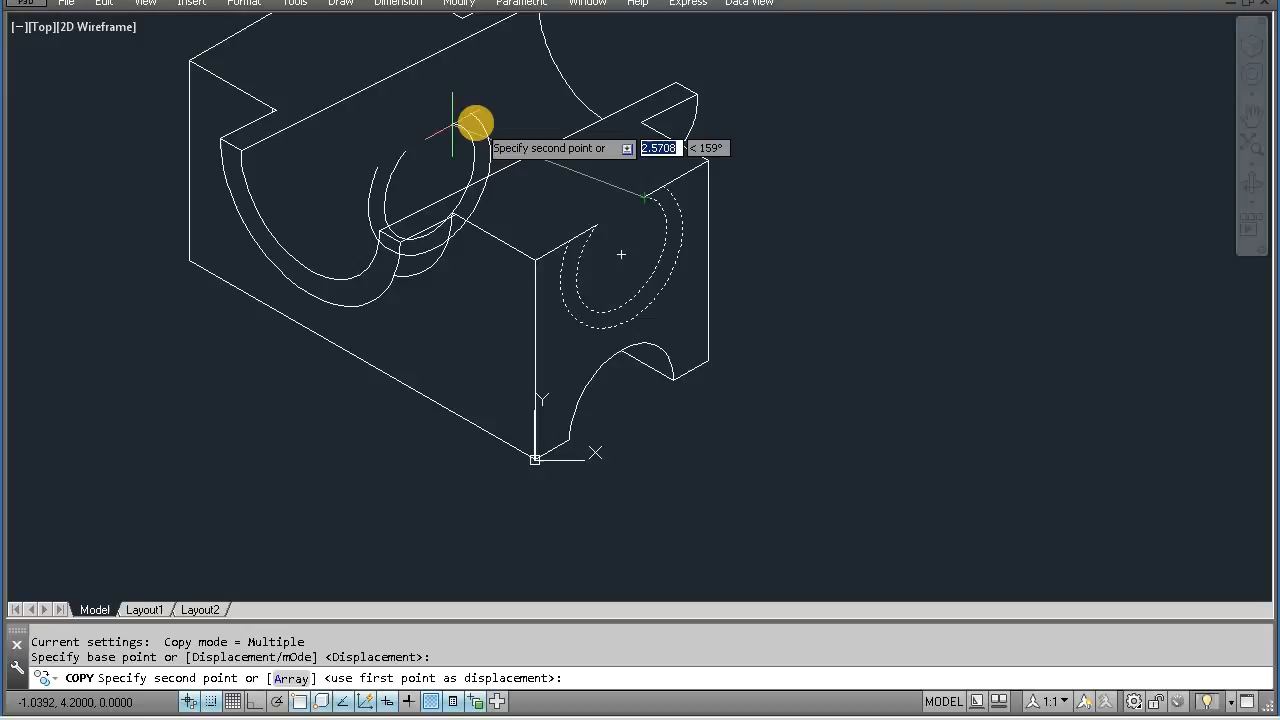 File Edit View Insert Format Tools Draw Dimension Modify Parametric Window Help Express Data View
[−][Top][2D Wireframe]
Specify second point or 2.5708 < 159°
Y
X
Model Layout1 Layout2
Current settings:  Copy mode = Multiple
Specify base point or [Displacement/mOde] <Displacement>:
COPY Specify second point or [Array] <use first point as displacement>:
-1.0392, 4.2000, 0.0000 MODEL 1:1